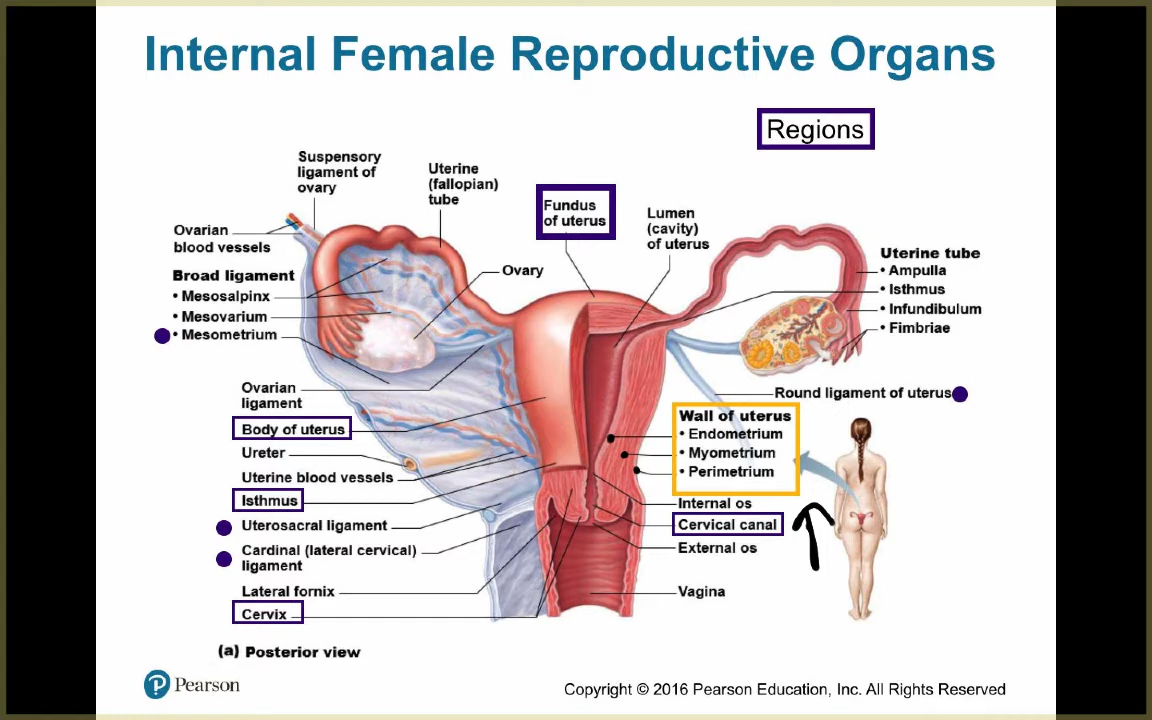 Internal Female Reproductive Organs
Regions
Suspensory
ligament of
ovary
Uterine
(fallopian)
tube
Fundus
of uterus
Lumen
(cavity)
of uterus
Ovarian
blood vessels
Broad ligament
• Mesosalpinx
• Mesovarium
• Mesometrium
Ovary
Uterine tube
• Ampulla
• Isthmus
• Infundibulum
• Fimbriae
Ovarian
ligament
Body of uterus
Ureter
Uterine blood vessels
Isthmus
Uterosacral ligament
Cardinal (lateral cervical)
ligament
Lateral fornix
Cervix
Round ligament of uterus
Wall of uterus
• Endometrium
• Myometrium
• Perimetrium
Internal os
Cervical canal
External os
Vagina
(a) Posterior view
P Pearson
Copyright © 2016 Pearson Education, Inc. All Rights Reserved